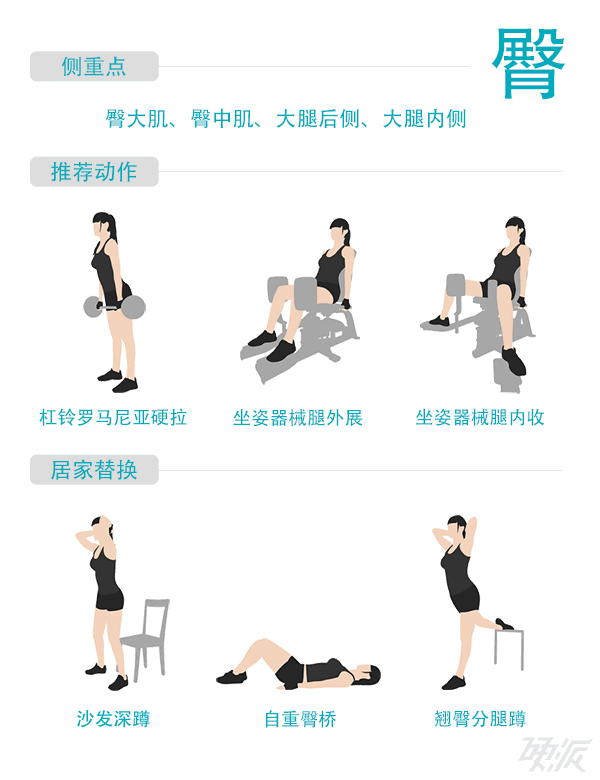 臀
侧重点
臀大肌、臀中肌、大腿后侧、大腿内侧
推荐动作
杠铃罗马尼亚硬拉
坐姿器械腿外展
坐姿器械腿内收
居家替换
沙发深蹲
自重臀桥
翘臀分腿蹲
硬派